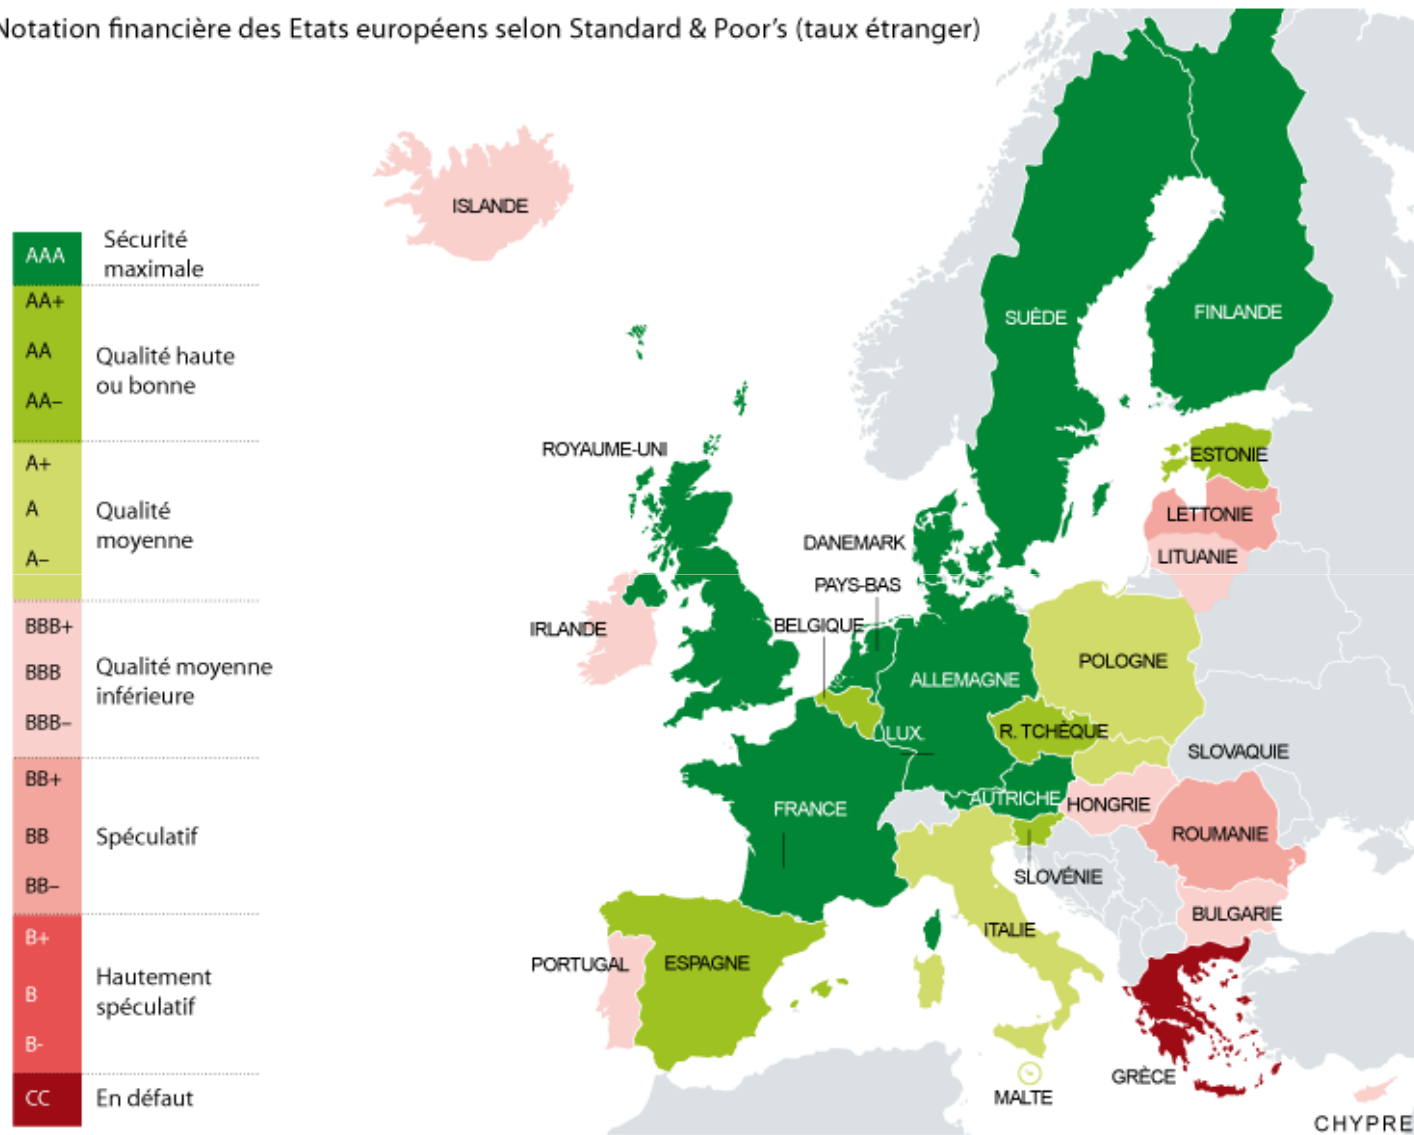 Notation financière des Etats européens selon Standard & Poor's (taux étranger)
ISLANDE
AAA
Sécurité
maximale
AA+
AA
AA–
Qualité haute
ou bonne
A+
A
A–
Qualité
moyenne
BBB+
BBB
BBB–
Qualité moyenne
inférieure
BB+
BB
BB–
Spéculatif
B+
B
B-
Hautement
spéculatif
CC
En défaut
SUÈDE
FINLANDE
ROYAUME-UNI
ESTONIE
LETTONIE
LITUANIE
DANEMARK
PAYS-BAS
BELGIQUE
IRLANDE
POLOGNE
ALLEMAGNE
LUX.
R. TCHÈQUE
SLOVAQUIE
FRANCE
AUTRICHE
HONGRIE
ROUMANIE
SLOVÉNIE
BULGARIE
ITALIE
PORTUGAL
ESPAGNE
GRÈCE
MALTE
CHYPRE